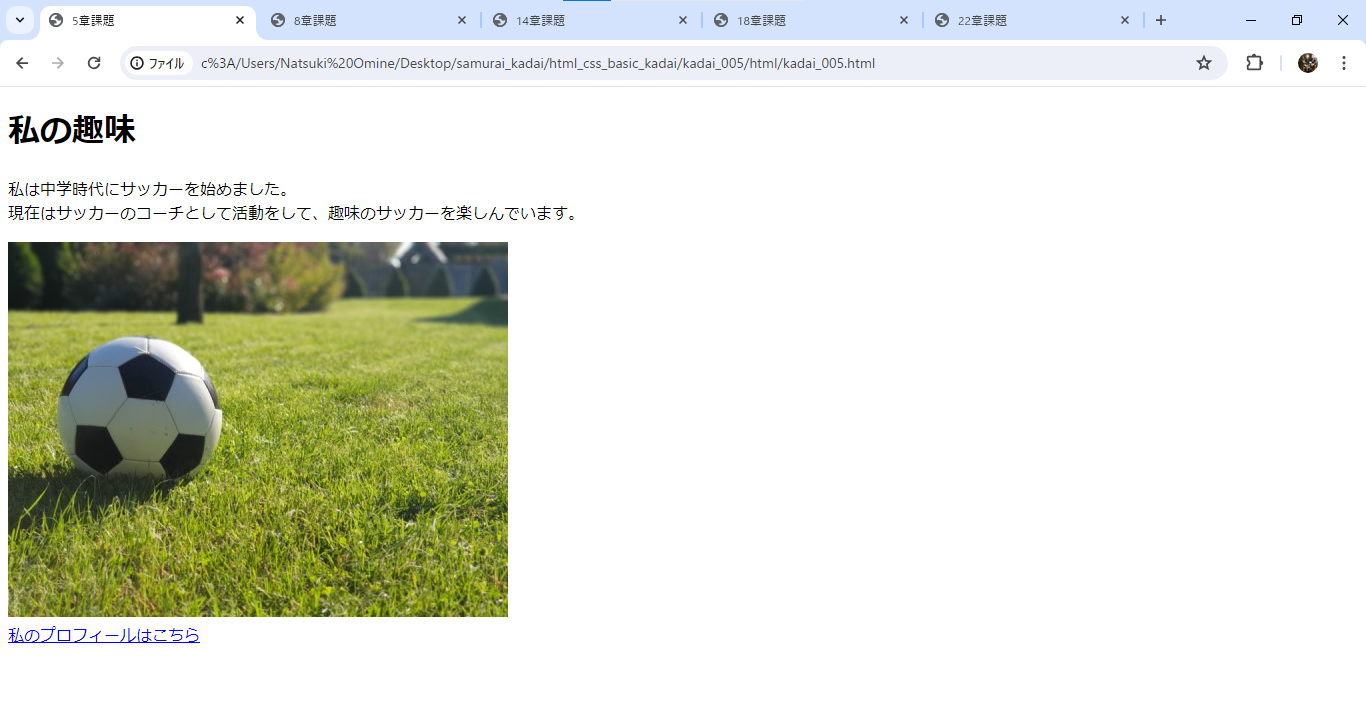 5章課題
8章課題
14章課題
18章課題
22章課題
ファイル
c%3A/Users/Natsuki%20Omine/Desktop/samurai_kadai/html_css_basic_kadai/kadai_005/html/kadai_005.html
私の趣味
私は中学時代にサッカーを始めました。
現在はサッカーのコーチとして活動をして、趣味のサッカーを楽しんでいます。
私のプロフィールはこちら